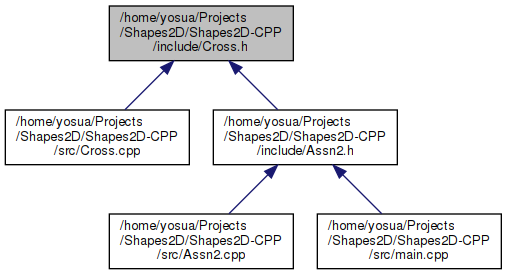 /home/yosua/Projects
/Shapes2D/Shapes2D-CPP
/include/Cross.h
/home/yosua/Projects
/Shapes2D/Shapes2D-CPP
/src/Cross.cpp
/home/yosua/Projects
/Shapes2D/Shapes2D-CPP
/include/Assn2.h
/home/yosua/Projects
/Shapes2D/Shapes2D-CPP
/src/Assn2.cpp
/home/yosua/Projects
/Shapes2D/Shapes2D-CPP
/src/main.cpp